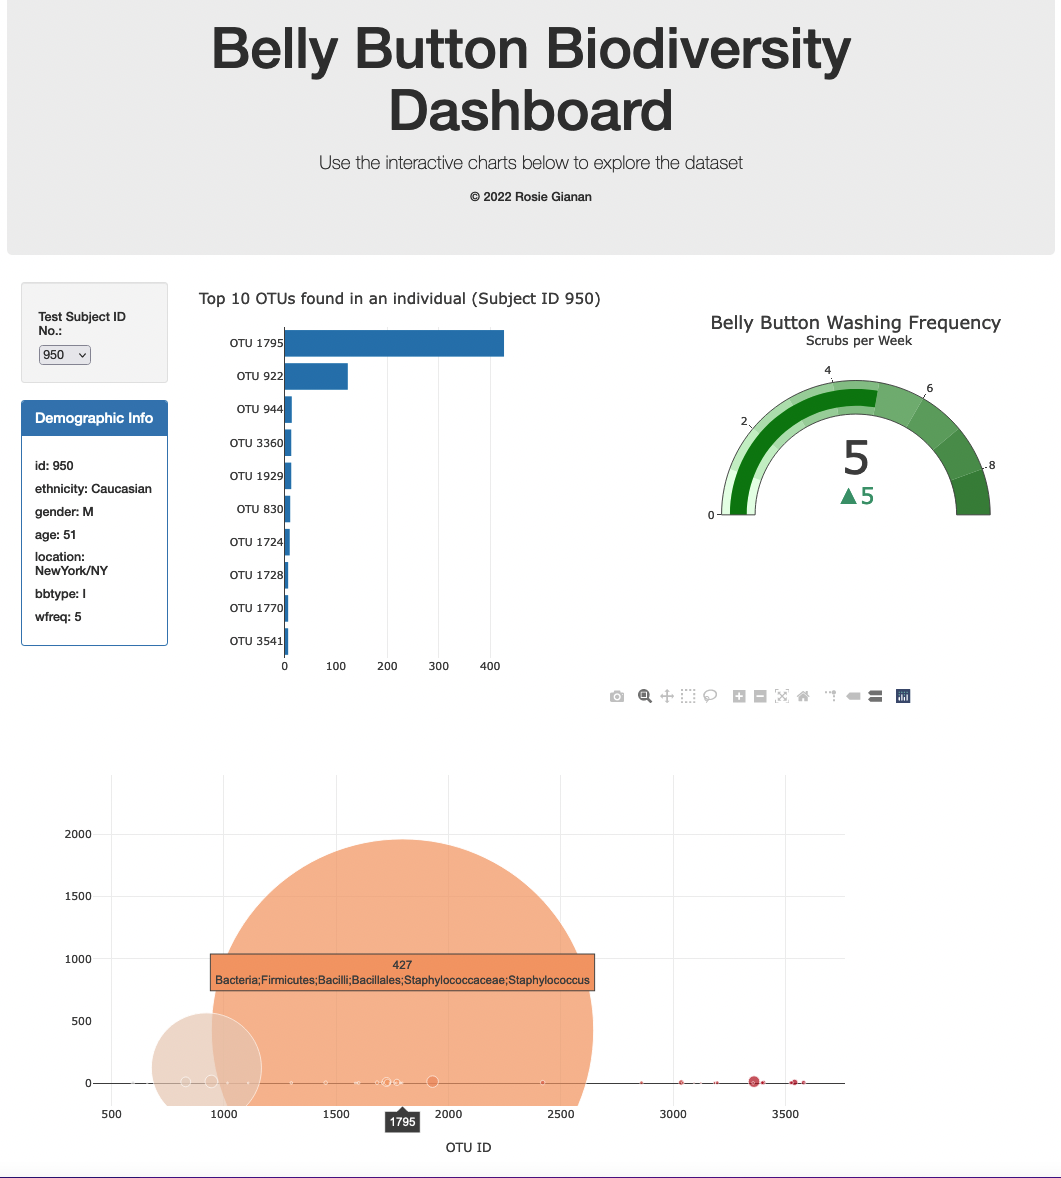 Belly Button Biodiversity
Dashboard
Use the interactive charts below to explore the dataset
© 2022 Rosie Gianan
Test Subject ID
No.:
950
Demographic Info
id: 950
ethnicity: Caucasian
gender: M
age: 51
location:
NewYork/NY
bbtype: I
wfreq: 5
Top 10 OTUs found in an individual (Subject ID 950)
OTU 1795
OTU 922
OTU 944
OTU 3360
OTU 1929
OTU 830
OTU 1724
OTU 1728
OTU 1770
OTU 3541
0 100 200 300 400
Belly Button Washing Frequency
Scrubs per Week
0
2
4
6
8
5
▲5
2000
1500
1000
500
0
427
Bacteria;Firmicutes;Bacilli;Bacillales;Staphylococcaceae;Staphylococcus
500 1000 1500 2000 2500 3000 3500
1795
OTU ID